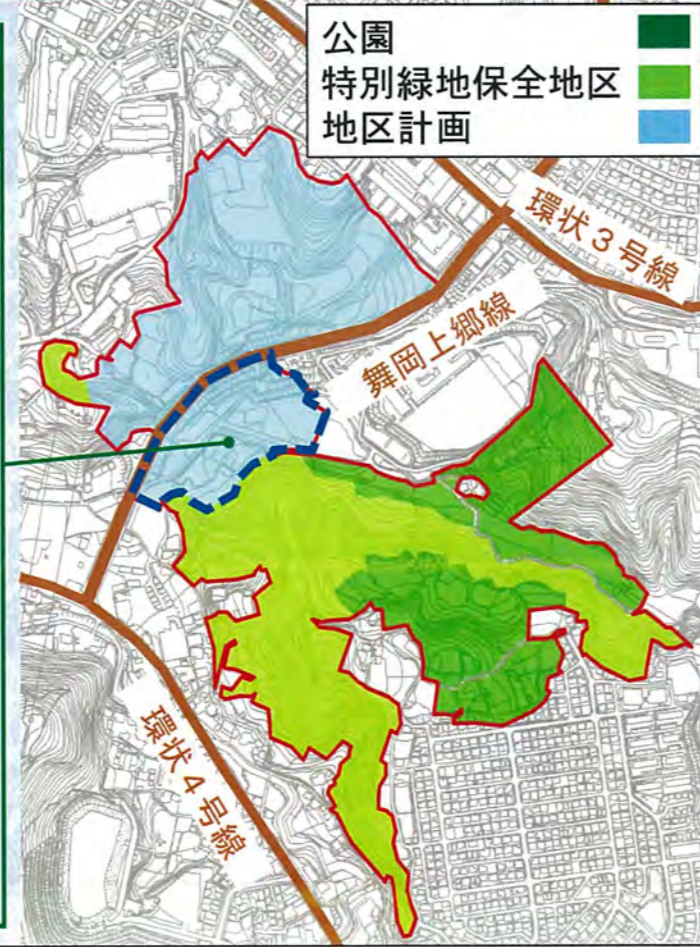 公園
特別緑地保全地区
地区計画
環状3号線
舞岡上郷線
環状4号線